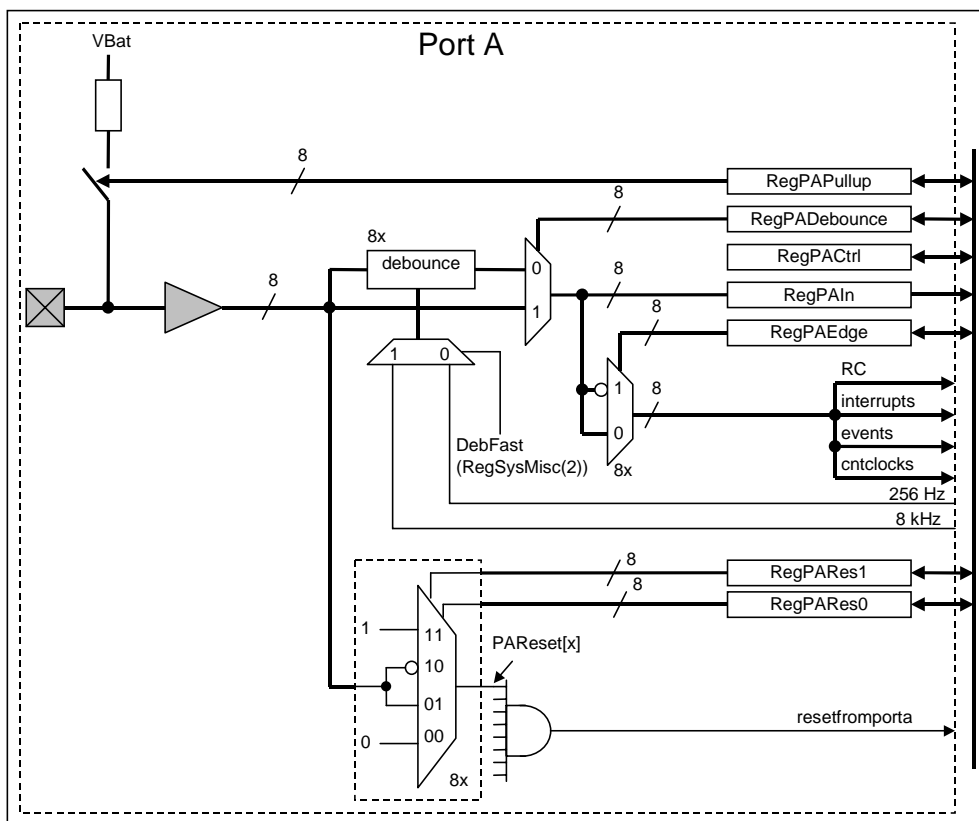 Port A
VBat
8
RegPAPullup
8
RegPADebounce
8x
debounce
0
RegPACtrl
8
1
8
RegPAIn
8
RegPAEdge
1 0
RC
1
8
interrupts
0
events
DebFast
(RegSysMisc(2))
8x
cntclocks
256 Hz
8 kHz
8
RegPARes1
8
RegPARes0
1
11
PAReset[x]
10
01
resetfromporta
0
00
8x